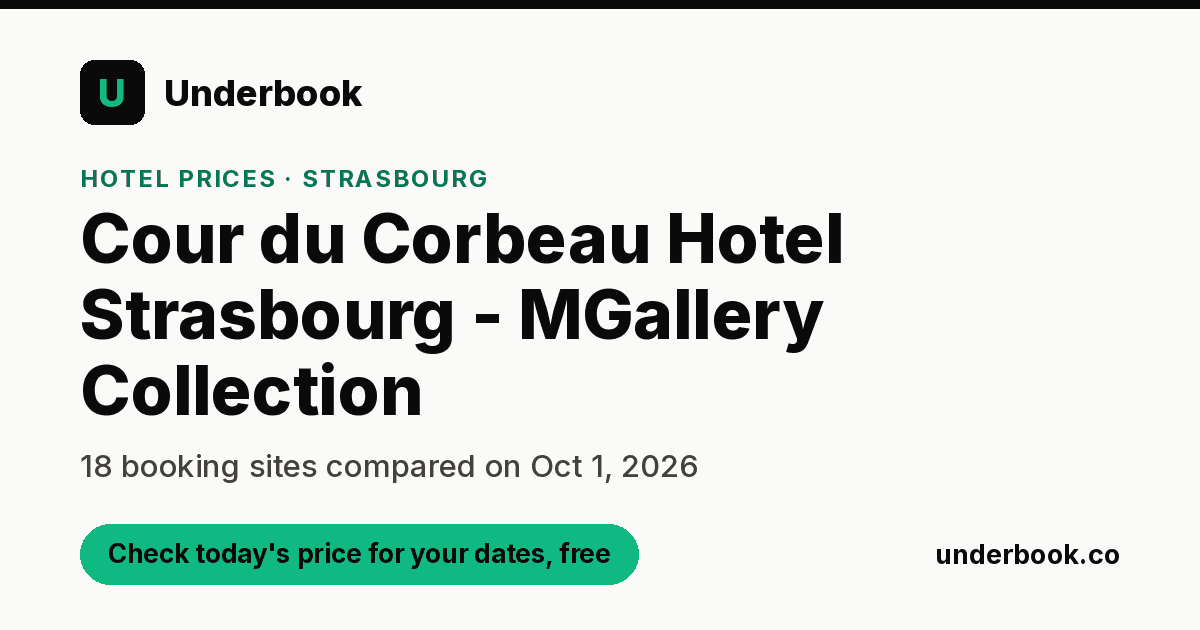 U Underbook
HOTEL PRICES · STRASBOURG
Cour du Corbeau Hotel
Strasbourg - MGallery
Collection
18 booking sites compared on Oct 1, 2026
Check today's price for your dates, free
underbook.co